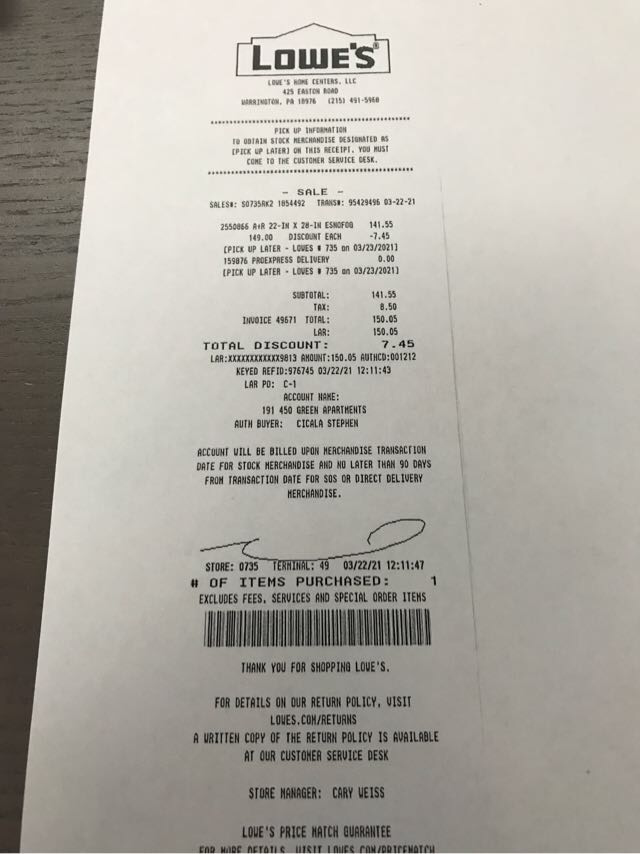 LOWE'S®
LOWE'S HOME CENTERS, LLC
425 EASTON ROAD
WARRINGTON, PA 18976 (215) 491-5960
PICK UP INFORMATION
TO OBTAIN STOCK MERCHANDISE DESIGNATED AS
[PICK UP LATER] ON THIS RECEIPT, YOU MUST
COME TO THE CUSTOMER SERVICE DESK.
- SALE -
SALES#: S0735RK2 1854492 TRANS#: 95429496 03-22-21
2550866 A+R 22-IN X 28-IN ESNOFOG 141.55
149.00 DISCOUNT EACH -7.45
[PICK UP LATER - LOWES # 735 on 03/23/2021]
159876 PROEXPRESS DELIVERY 0.00
[PICK UP LATER - LOWES # 735 on 03/23/2021]
SUBTOTAL: 141.55
TAX: 8.50
INVOICE 49671 TOTAL: 150.05
LAR: 150.05
TOTAL DISCOUNT: 7.45
LAR:XXXXXXXXXXXX9813 AMOUNT:150.05 AUTHCD:001212
KEYED REFID:976745 03/22/21 12:11:43
LAR PO: C-1
ACCOUNT NAME:
191 450 GREEN APARTMENTS
AUTH BUYER: CICALA STEPHEN
ACCOUNT WILL BE BILLED UPON MERCHANDISE TRANSACTION
DATE FOR STOCK MERCHANDISE AND NO LATER THAN 90 DAYS
FROM TRANSACTION DATE FOR SOS OR DIRECT DELIVERY
MERCHANDISE.
STORE: 0735 TERMINAL: 49 03/22/21 12:11:47
# OF ITEMS PURCHASED: 1
EXCLUDES FEES, SERVICES AND SPECIAL ORDER ITEMS
THANK YOU FOR SHOPPING LOWE'S.
FOR DETAILS ON OUR RETURN POLICY, VISIT
LOWES.COM/RETURNS
A WRITTEN COPY OF THE RETURN POLICY IS AVAILABLE
AT OUR CUSTOMER SERVICE DESK
STORE MANAGER: CARY WEISS
LOWE'S PRICE MATCH GUARANTEE
FOR MORE DETAILS, VISIT LOWES.COM/PRICEMATCH